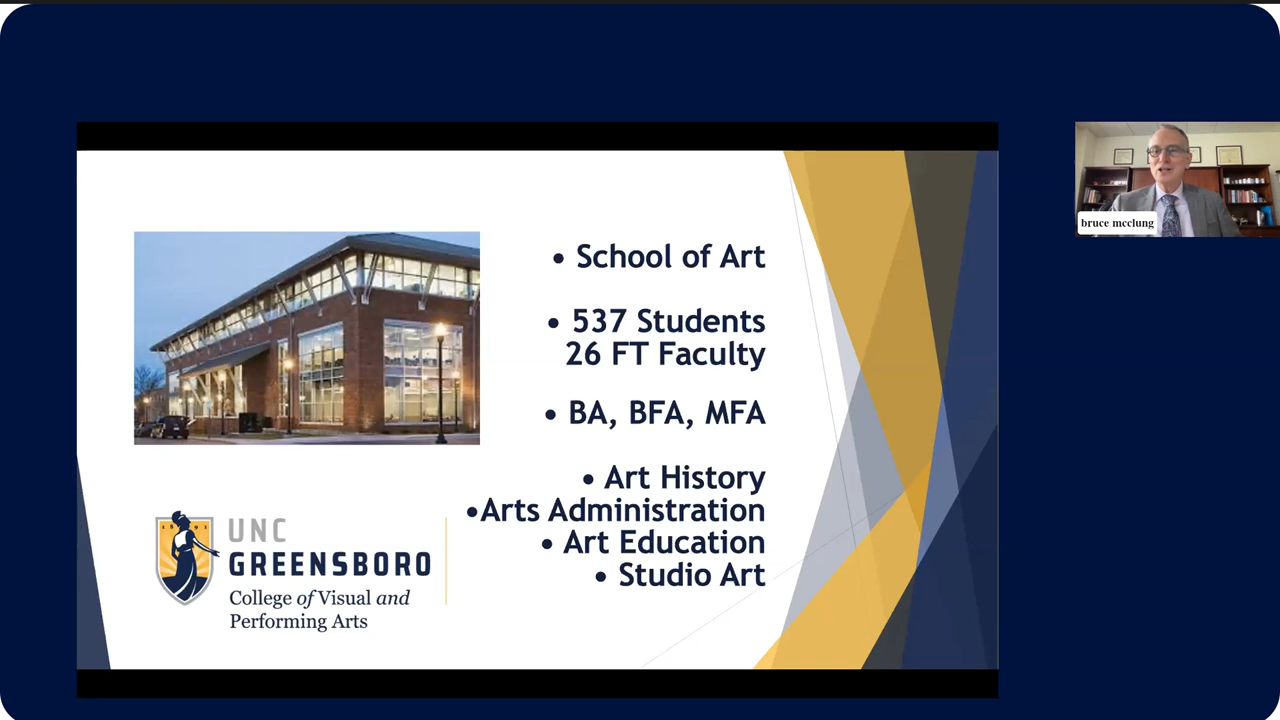 • School of Art
• 537 Students
26 FT Faculty
• BA, BFA, MFA
• Art History
•Arts Administration
• Art Education
• Studio Art
1891
UNC
GREENSBORO
College of Visual and
Performing Arts
bruce mcclung